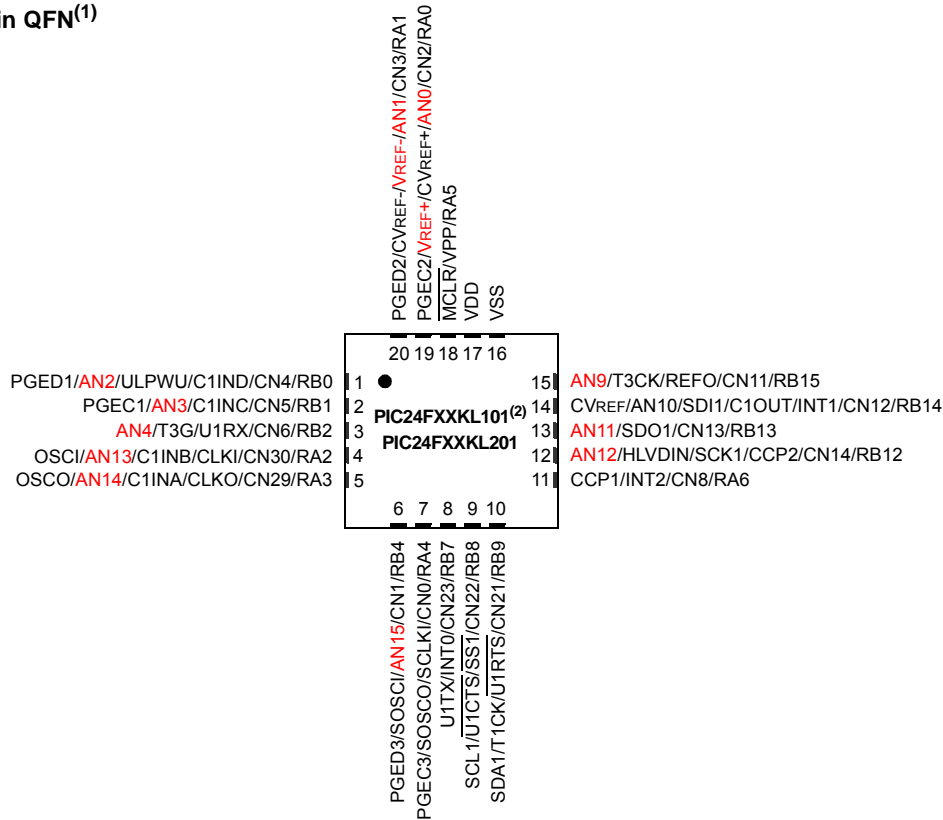 in QFN(1)
PGED2/CVREF-/VREF-/AN1/CN3/RA1
PGEC2/VREF+/CVREF+/AN0/CN2/RA0
MCLR/VPP/RA5
VDD
VSS
20 19 18 17 16
PGED1/AN2/ULPWU/C1IND/CN4/RB0 1
PGEC1/AN3/C1INC/CN5/RB1 2
AN4/T3G/U1RX/CN6/RB2 3
OSCI/AN13/C1INB/CLKI/CN30/RA2 4
OSCO/AN14/C1INA/CLKO/CN29/RA3 5
PIC24FXXKL101(2)
PIC24FXXKL201
15 AN9/T3CK/REFO/CN11/RB15
14 CVREF/AN10/SDI1/C1OUT/INT1/CN12/RB14
13 AN11/SDO1/CN13/RB13
12 AN12/HLVDIN/SCK1/CCP2/CN14/RB12
11 CCP1/INT2/CN8/RA6
6 7 8 9 10
PGED3/SOSCI/AN15/CN1/RB4
PGEC3/SOSCO/SCLKI/CN0/RA4
U1TX/INT0/CN23/RB7
SCL1/U1CTS/SS1/CN22/RB8
SDA1/T1CK/U1RTS/CN21/RB9